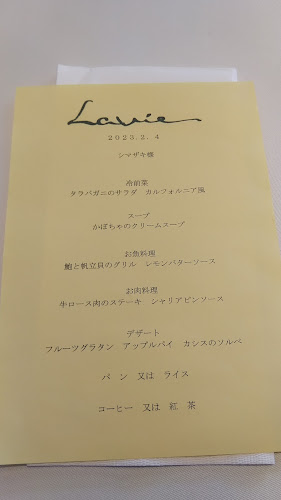 Lavie
2023.3.4
シマザキ様
冷前菜
タラバガニのサラダ カルフォルニア風
スープ
かぼちゃのクリームスープ
お魚料理
鮑と帆立貝のグリル レモンバターソース
お肉料理
牛ロース肉のステーキ シャリアピンソース
デザート
フルーツグラタン アップルパイ カシスのソルベ
パン 又は ライス
コーヒー 又は 紅 茶